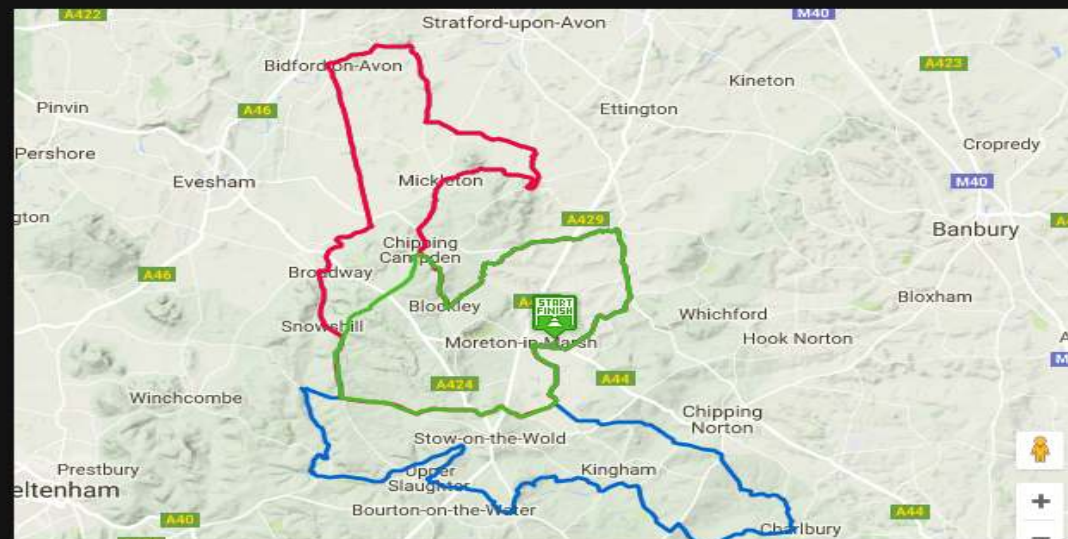 A422
M40
Stratford-upon-Avon
Bidford-on-Avon
A423
Kineton
Pinvin
A46
Ettington
Cropredy
Pershore
Evesham
Mickleton
M40
gton
A429
Banbury
Chipping
Campden
Broadway
A46
Blockley
START
FINISH
Bloxham
Snowshill
Whichford
Moreton-in-Marsh
Hook Norton
A424
A44
Winchcombe
Chipping
Norton
Stow-on-the-Wold
Prestbury
Upper
Slaughter
Kingham
eltenham
Bourton-on-the-Water
A44
A40
Charlbury